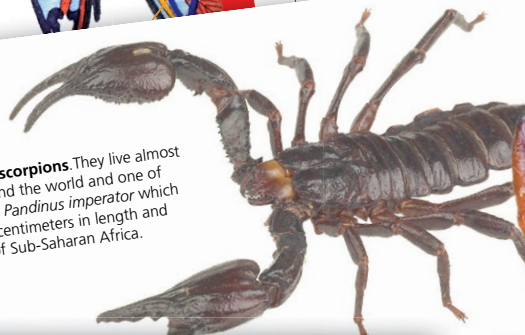 scorpions. They live almost
nd the world and one of
Pandinus imperator which
centimeters in length and
of Sub-Saharan Africa.